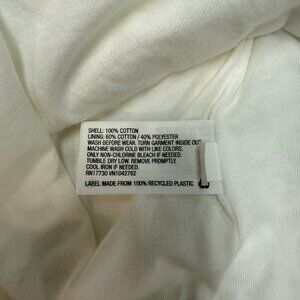 SHELL: 100% COTTON
LINING: 60% COTTON / 40% POLYESTER
WASH BEFORE WEAR. TURN GARMENT INSIDE OUT.
MACHINE WASH COLD WITH LIKE COLORS.
ONLY NON-CHLORINE BLEACH IF NEEDED.
TUMBLE DRY LOW. REMOVE PROMPTLY.
COOL IRON IF NEEDED.
RN17730 VN1042762
LABEL MADE FROM 100% RECYCLED PLASTIC